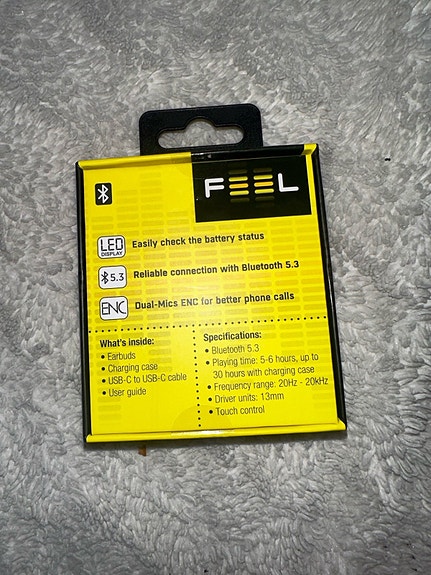 FEEL
LED
DISPLAY
Easily check the battery status
5.3
Reliable connection with Bluetooth 5.3
ENC
Dual-Mics ENC for better phone calls
What's inside:
• Earbuds
• Charging case
• USB-C to USB-C cable
• User guide
Specifications:
• Bluetooth 5.3
• Playing time: 5-6 hours, up to
30 hours with charging case
• Frequency range: 20Hz - 20kHz
• Driver units: 13mm
• Touch control